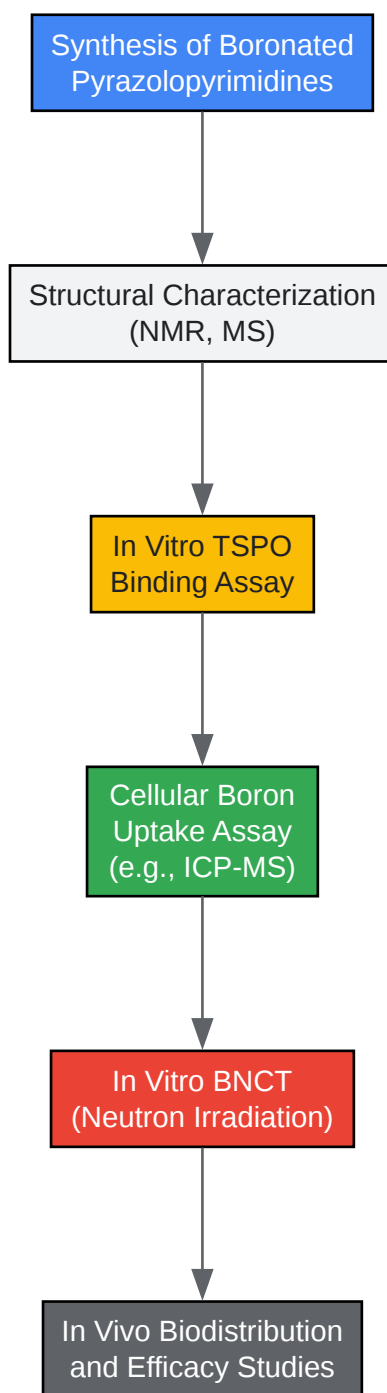 Synthesis of Boronated
Pyrazolopyrimidines
Structural Characterization
(NMR, MS)
In Vitro TSPO
Binding Assay
Cellular Boron
Uptake Assay
(e.g., ICP-MS)
In Vitro BNCT
(Neutron Irradiation)
In Vivo Biodistribution
and Efficacy Studies